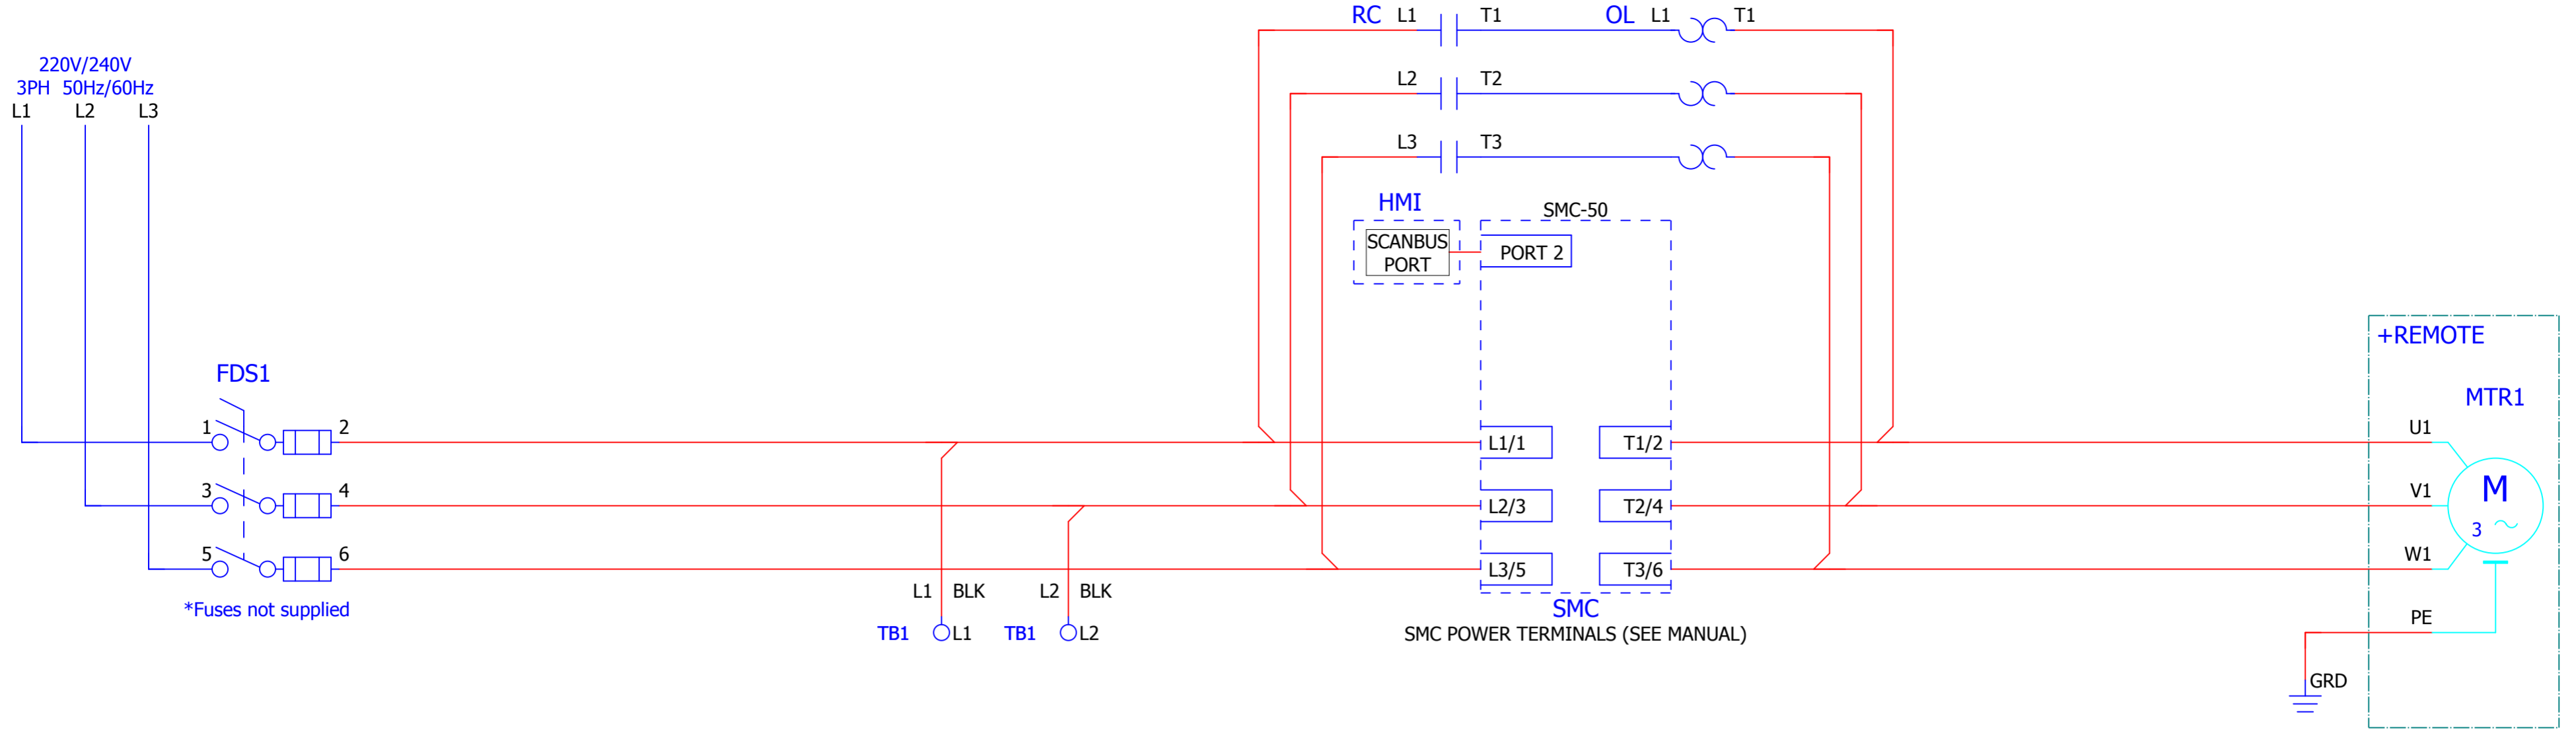 RC L1 T1 OL L1 T1
220V/240V
3PH 50Hz/60Hz
L1 L2 L3
L2 T2
L3 T3
HMI
SMC-50
SCANBUS
PORT
PORT 2
+REMOTE
FDS1
MTR1
1 2
L1/1 T1/2
U1
3 4
L2/3 T2/4
V1
M
3
5 6
L3/5 T3/6
W1
*Fuses not supplied
L1 BLK L2 BLK
SMC
TB1 L1 TB1 L2
SMC POWER TERMINALS (SEE MANUAL)
PE
GRD